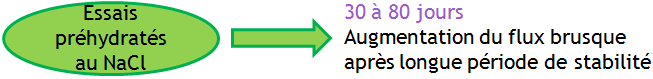 Essais
préhydratés
au NaCl
30 à 80 jours
Augmentation du flux brusque
après longue période de stabilité